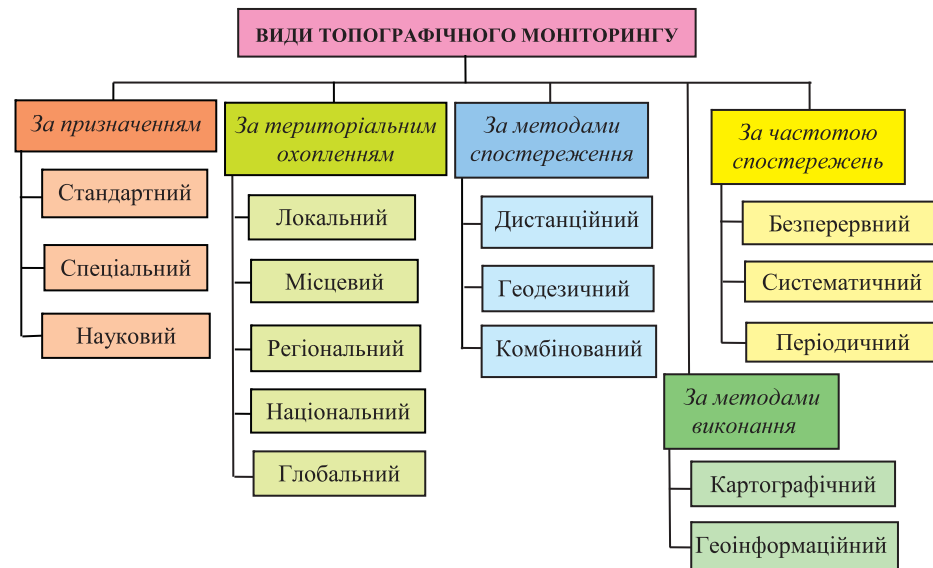 ВИДИ ТОПОГРАФІЧНОГО МОНІТОРИНГУ
За призначенням
Стандартний
Спеціальний
Науковий
За територіальним
охопленням
Локальний
Місцевий
Регіональний
Національний
Глобальний
За методами
спостереження
Дистанційний
Геодезичний
Комбінований
За частотою
спостережень
Безперервний
Систематичний
Періодичний
За методами
виконання
Картографічний
Геоінформаційний